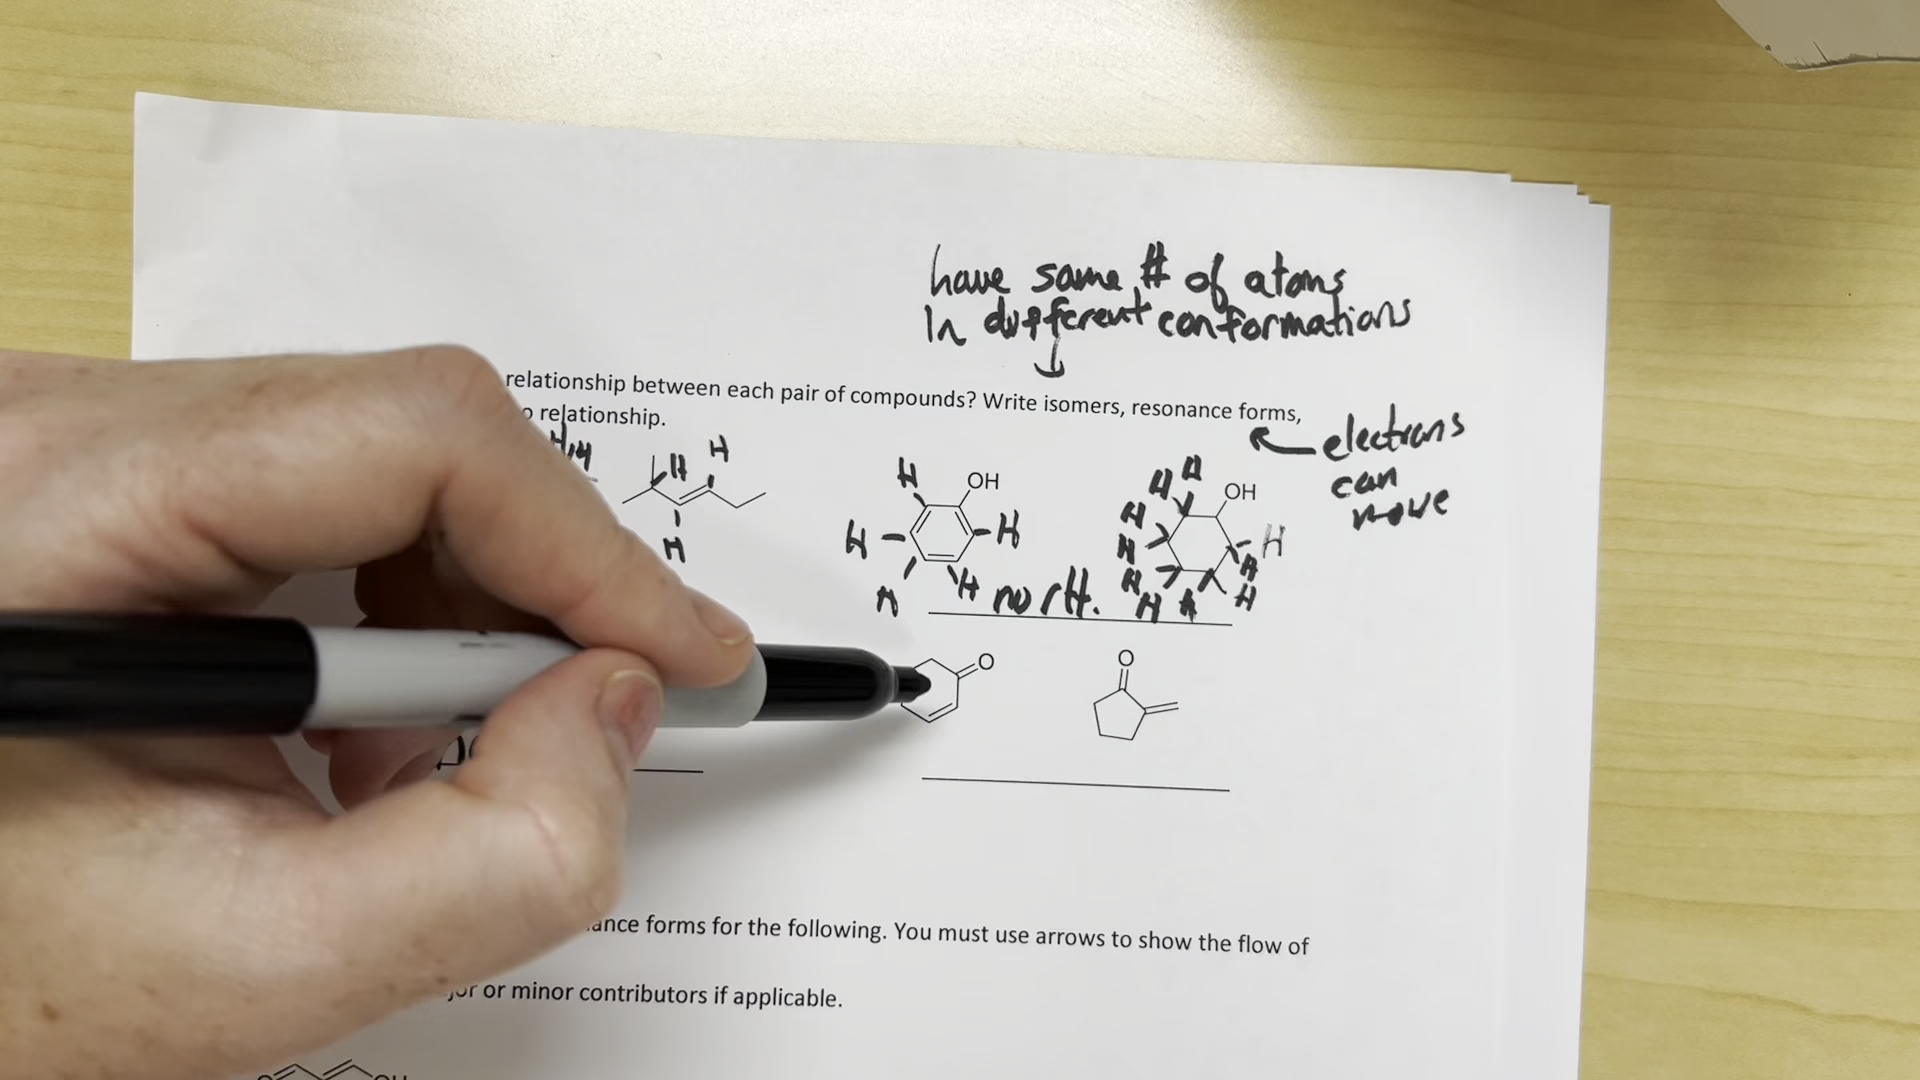 have same # of atoms
In different conformations
relationship between each pair of compounds? Write isomers, resonance forms,
relationship.
electrons
can
move
H H
H
H OH
H H
H H
H H
H OH
H H
H H
H H
H H H
no rlt.
O O
ance forms for the following. You must use arrows to show the flow of
or or minor contributors if applicable.